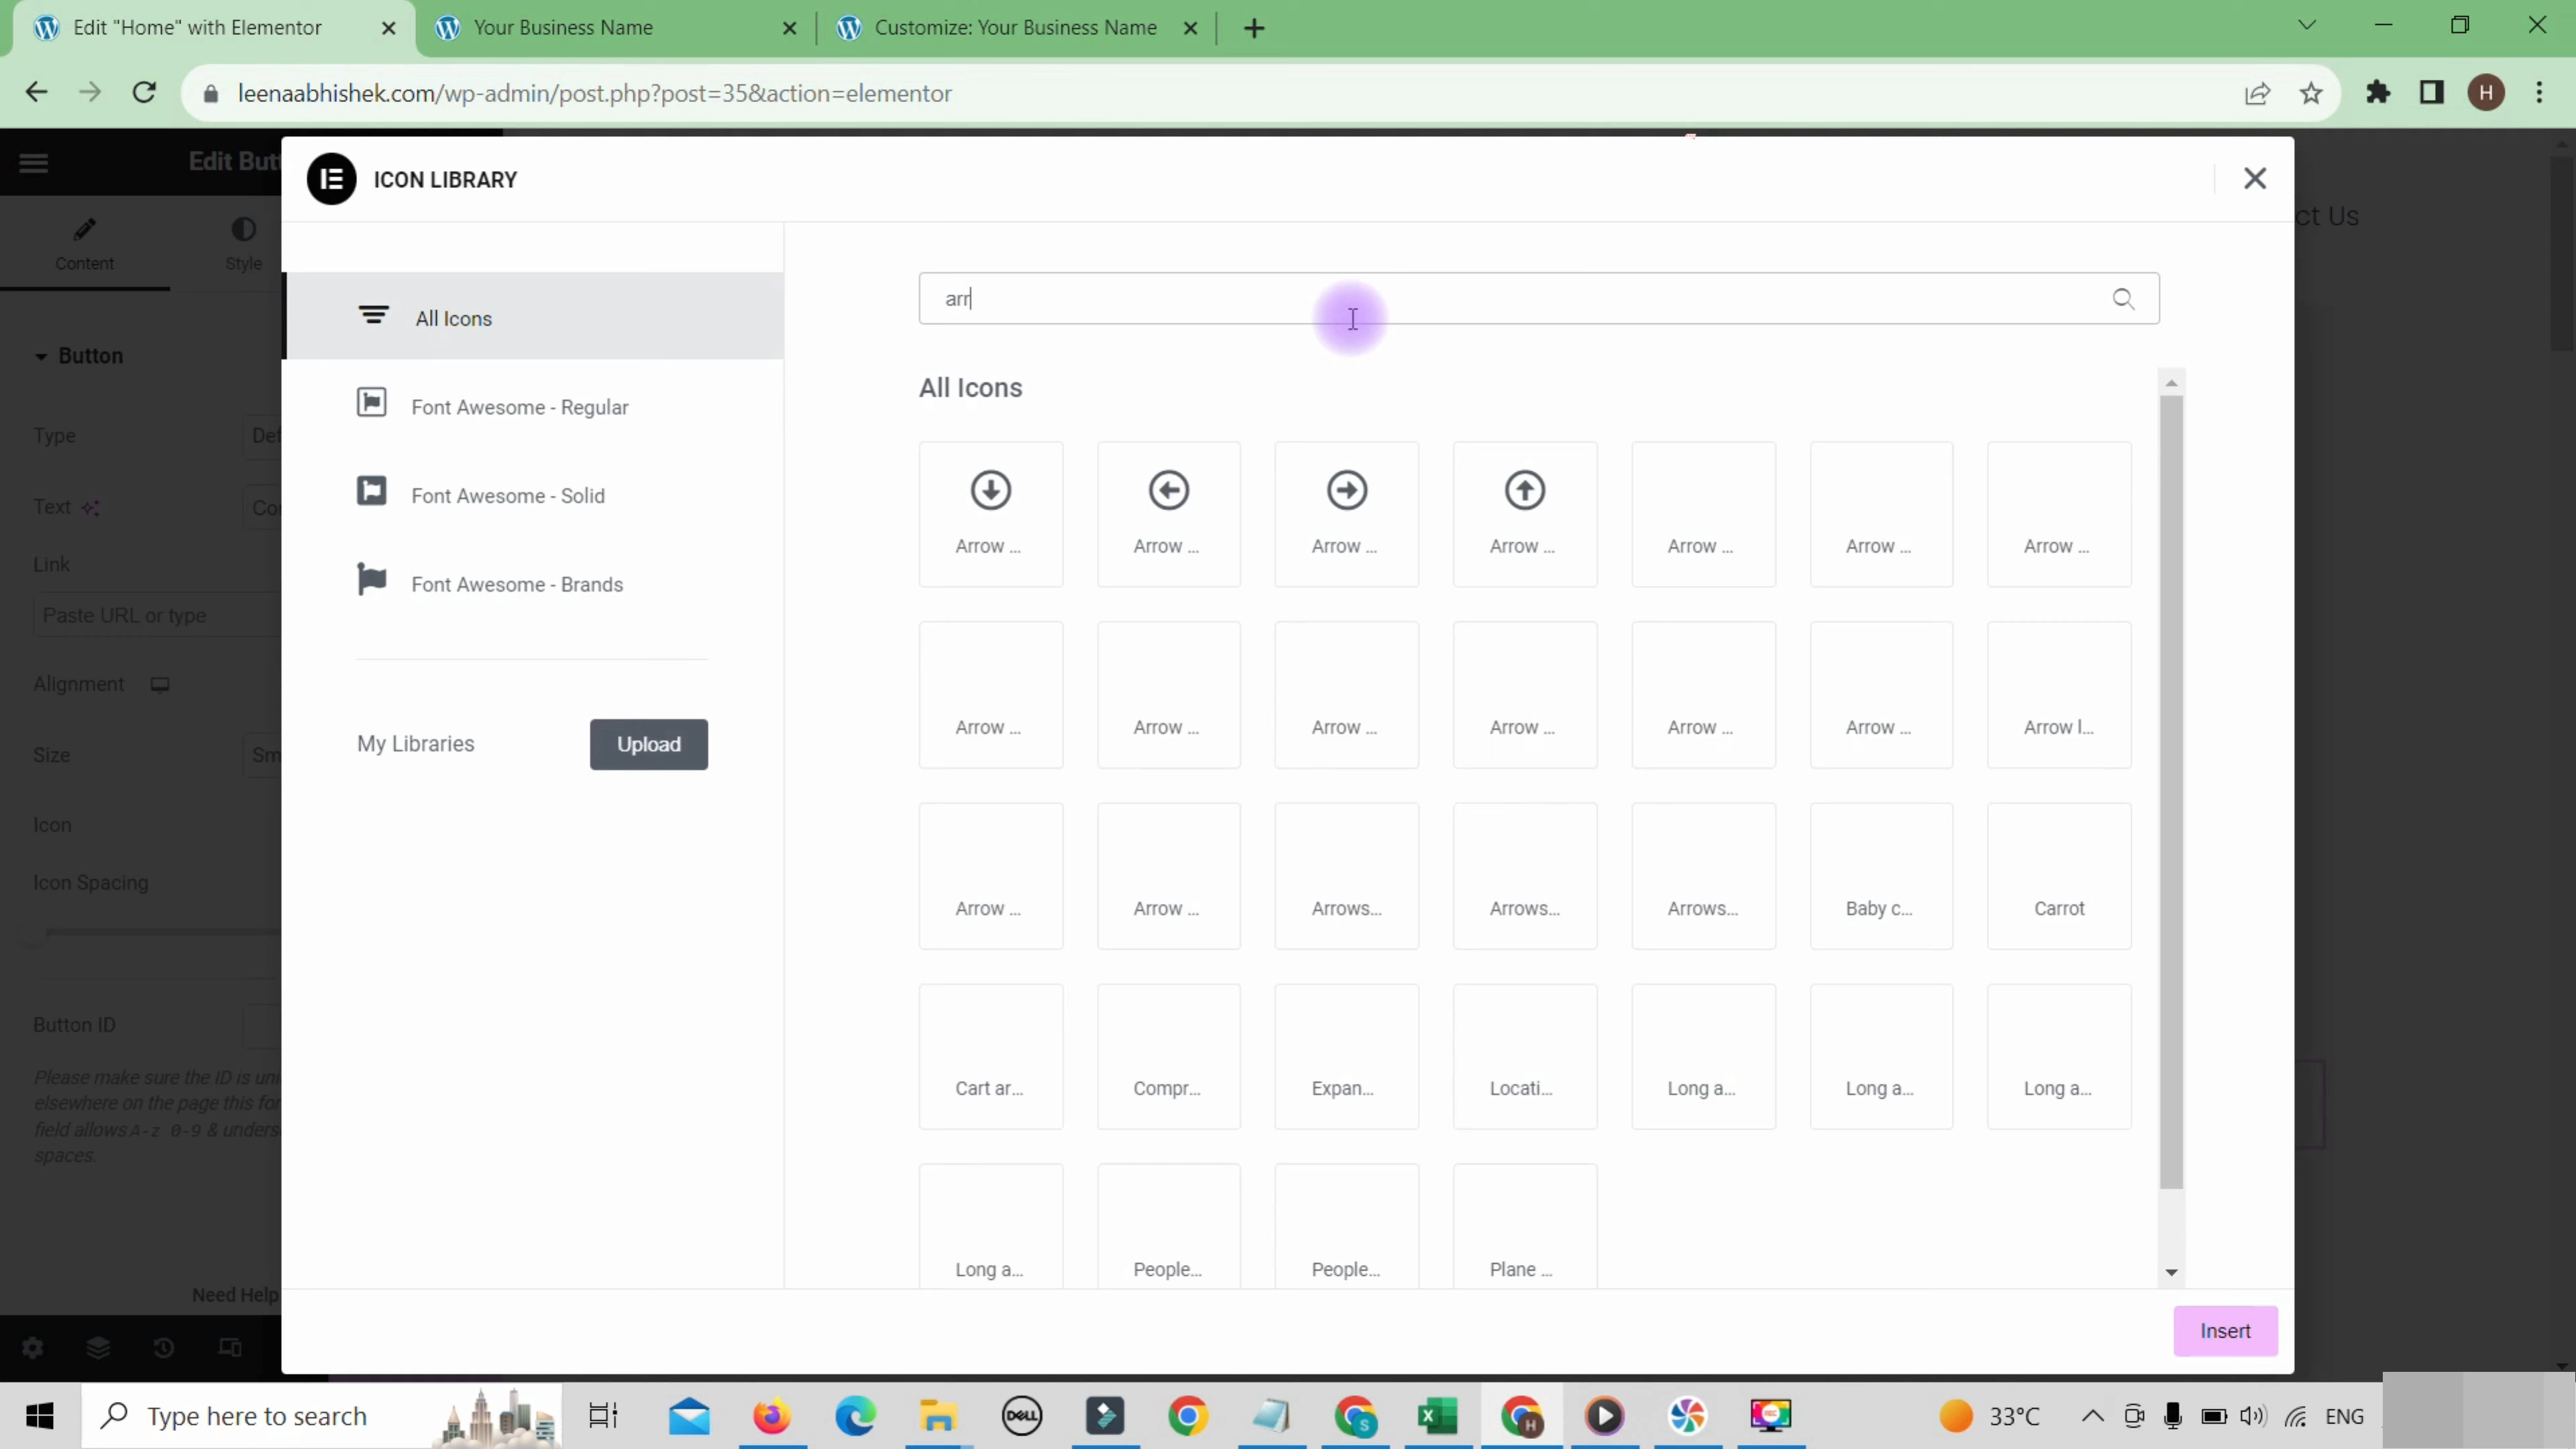 Edit "Home" with Elementor
Your Business Name
Customize: Your Business Name
leenaabhishek.com/wp-admin/post.php?post=35&action=elementor
H
Edit Butt
ICON LIBRARY
ct Us
Content
Style
arr
All Icons
Font Awesome - Regular
Font Awesome - Solid
Font Awesome - Brands
My Libraries
Upload
Button
Type
Def
Text
Co
Link
Paste URL or type
Alignment
Size
Sm
Icon
Icon Spacing
Button ID
Please make sure the ID is uni
elsewhere on the page this for
field allows A-z 0-9 & unders
spaces.
Need Help
All Icons
Arrow ... Arrow ... Arrow ... Arrow ... Arrow ... Arrow ... Arrow ...
Arrow ... Arrow ... Arrow ... Arrow ... Arrow ... Arrow ... Arrow l...
Arrow ... Arrow ... Arrows... Arrows... Arrows... Baby c... Carrot
Cart ar... Compr... Expan... Locati... Long a... Long a... Long a...
Long a... People... People... Plane ...
Insert
Type here to search
DELL
S
X
H
REC
33°C
ENG